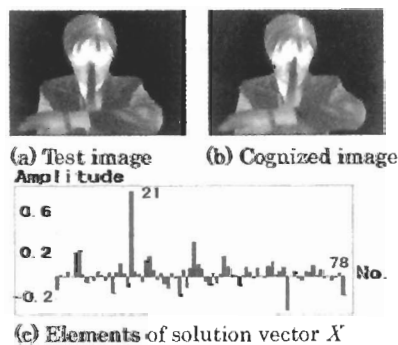 (a) Test image (b) Cognized image
Amplitude
21
0.6
0.2
78
No.
-0.2
(c) Elements of solution vector X